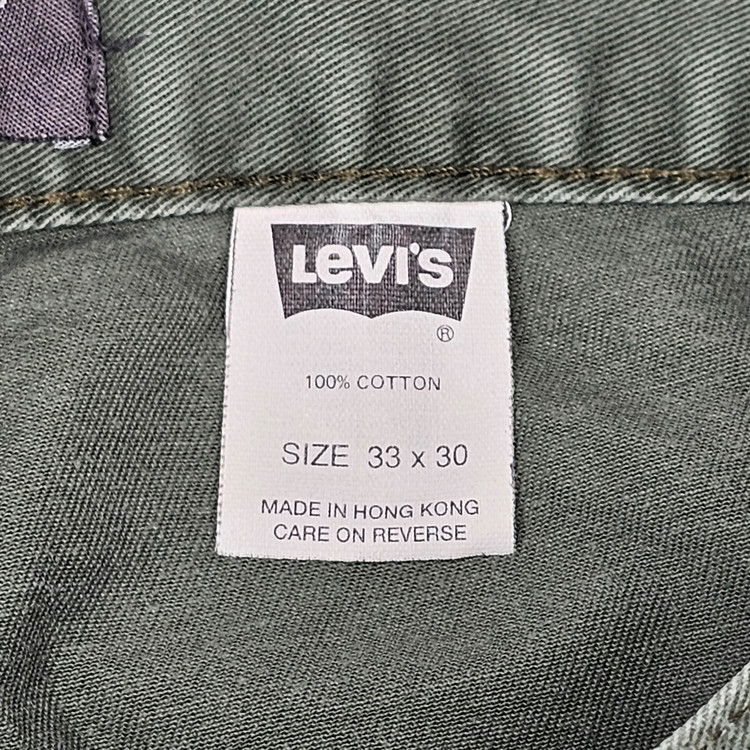 Levi's
®
100% COTTON
SIZE 33 x 30
MADE IN HONG KONG
CARE ON REVERSE